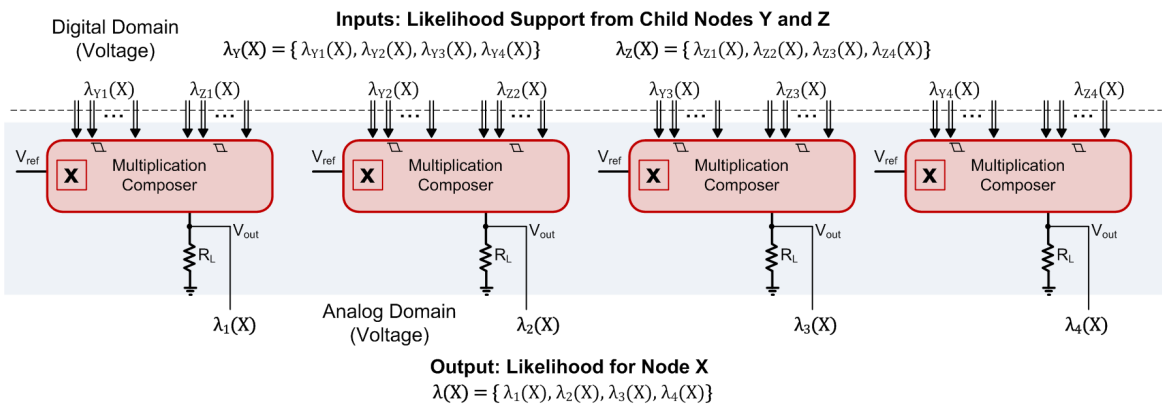 Inputs: Likelihood Support from Child Nodes Y and Z
Digital Domain
(Voltage)
λY(X) = { λY1(X), λY2(X), λY3(X), λY4(X)}
λZ(X) = { λZ1(X), λZ2(X), λZ3(X), λZ4(X)}
λY1(X) λZ1(X) λY2(X) λZ2(X) λY3(X) λZ3(X) λY4(X) λZ4(X)
... ... ... ... ... ... ... ...
Vref X Multiplication Composer
Vref X Multiplication Composer
Vref X Multiplication Composer
Vref X Multiplication Composer
Vout Vout Vout Vout
RL RL RL RL
Analog Domain
(Voltage)
λ1(X) λ2(X) λ3(X) λ4(X)
Output: Likelihood for Node X
λ(X) = { λ1(X), λ2(X), λ3(X), λ4(X)}